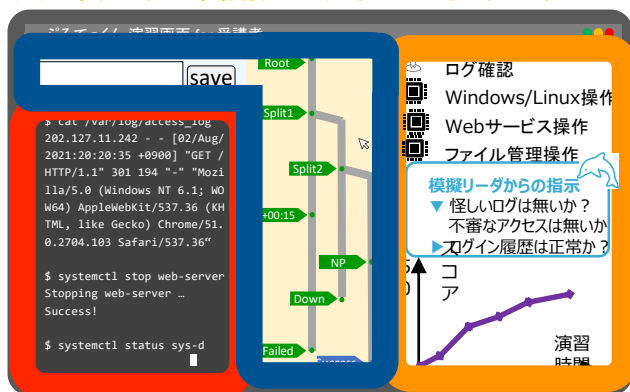 save
$ cat /var/log/access_log
202.127.11.242 - - [02/Aug/
2021:20:20:35 +0900] "GET /
HTTP/1.1" 301 194 "-" "Mozi
lla/5.0 (Windows NT 6.1; WO
W64) AppleWebKit/537.36 (KH
TML, like Gecko) Chrome/51.
0.2704.103 Safari/537.36“
$ systemctl stop web-server
Stopping web-server …
Success!
$ systemctl status sys-d
Root
Split1
Split2
+00:15
NP
Down
Failed
Success
ログ確認
Windows/Linux操作
Webサービス操作
ファイル管理操作
模擬リーダからの指示
▼ 怪しいログは無いか？
不審なアクセスは無いか
▶ ログイン履歴は正常か？
スコア
演習
時間